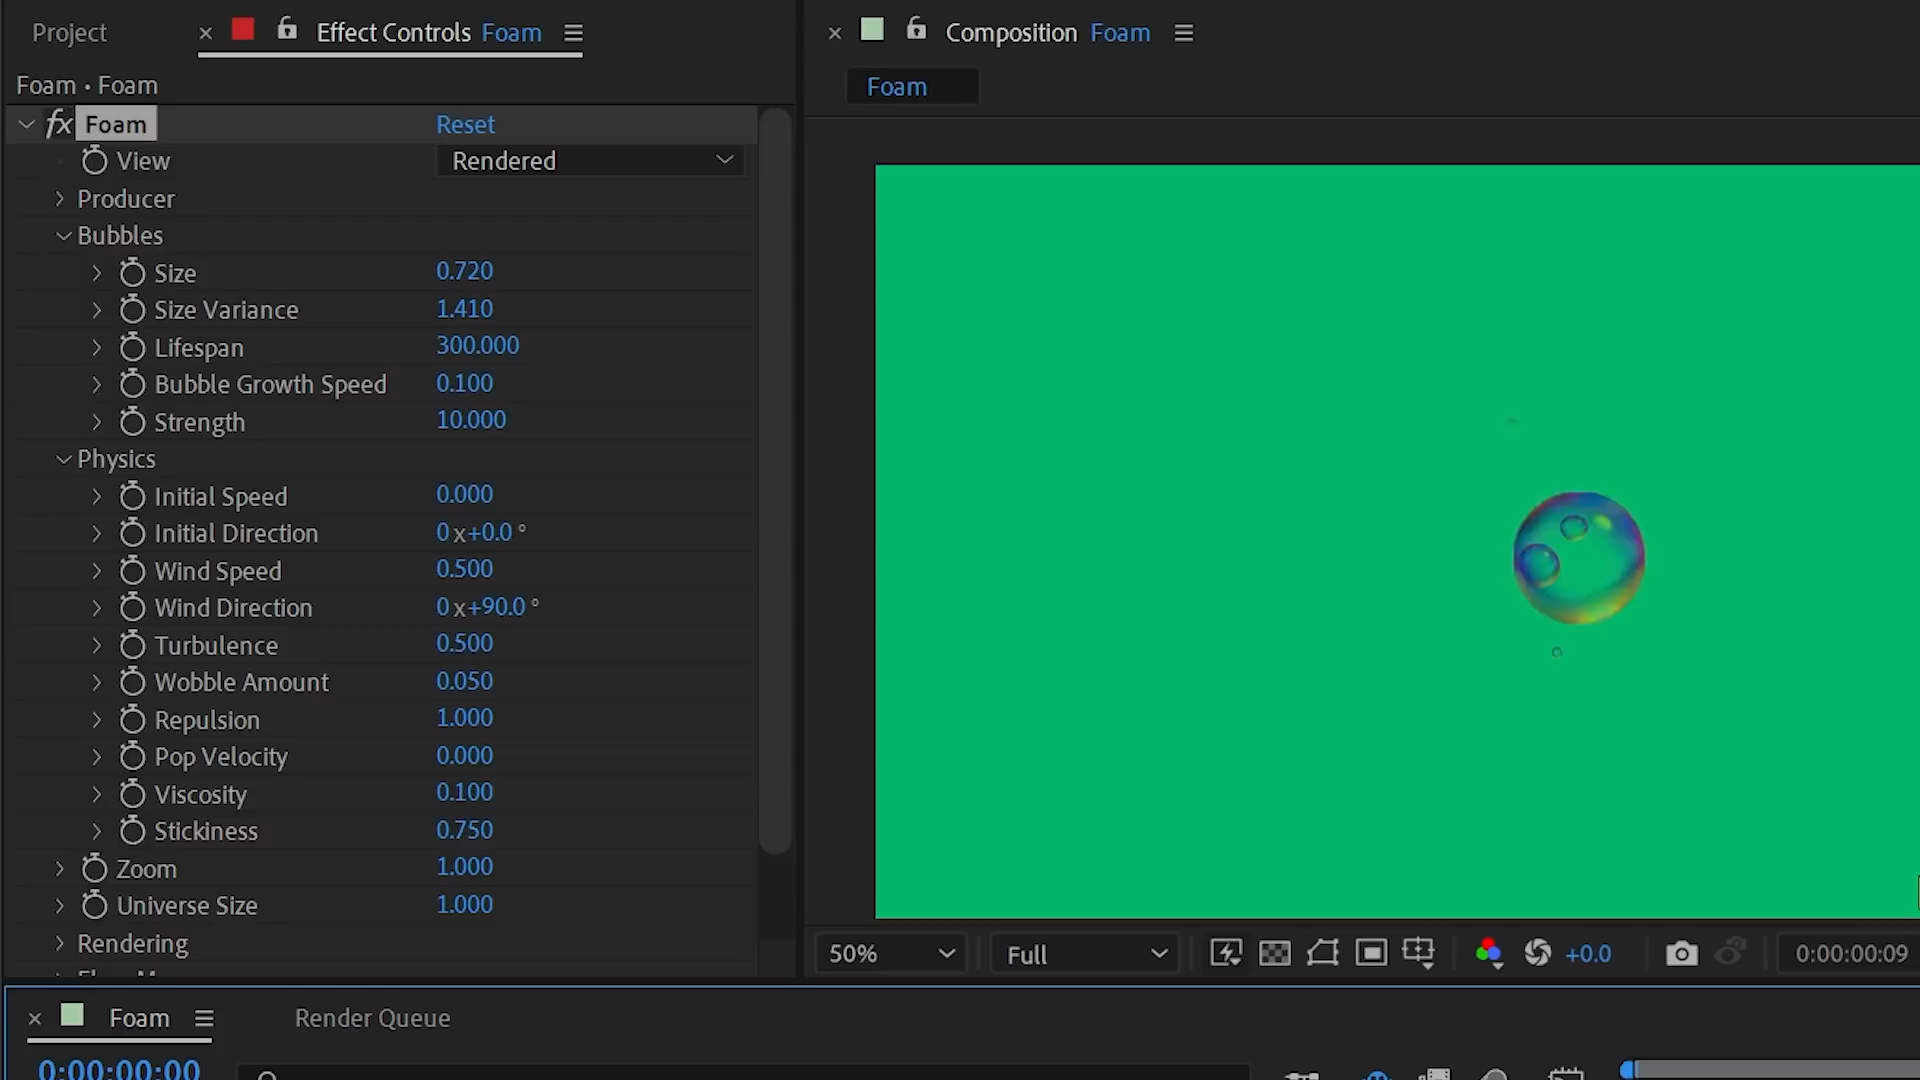 Project
× Effect Controls Foam
Foam • Foam
fx Foam Reset
View Rendered
Producer
Bubbles
Size 0.720
Size Variance 1.410
Lifespan 300.000
Bubble Growth Speed 0.100
Strength 10.000
Physics
Initial Speed 0.000
Initial Direction 0x+0.0°
Wind Speed 0.500
Wind Direction 0x+90.0°
Turbulence 0.500
Wobble Amount 0.050
Repulsion 1.000
Pop Velocity 0.000
Viscosity 0.100
Stickiness 0.750
Zoom 1.000
Universe Size 1.000
Rendering
× Composition Foam
Foam
50% Full +0.0 0:00:00:09
× Foam Render Queue
0:00:00:00